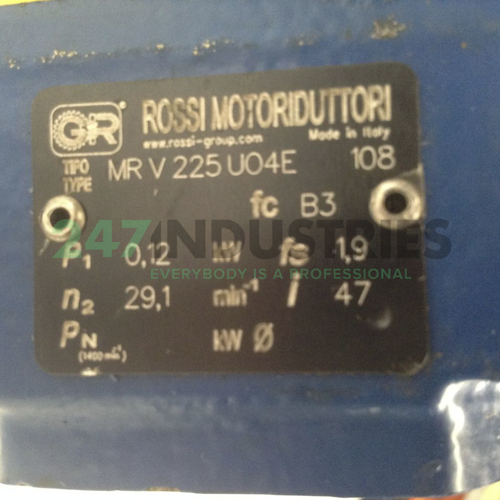 GR ® ROSSI MOTORIDUTTORI
www.rossi-group.com Made in Italy
TIPO
TYPE MR V 225 UO4E 108
fc B3
247INDUSTRIES
P1 0,12 kW fs 1,9
EVERYBODY IS A PROFESSIONAL
n2 29,1 min-1 i 47
PN kW Ø
(1400 min-1)